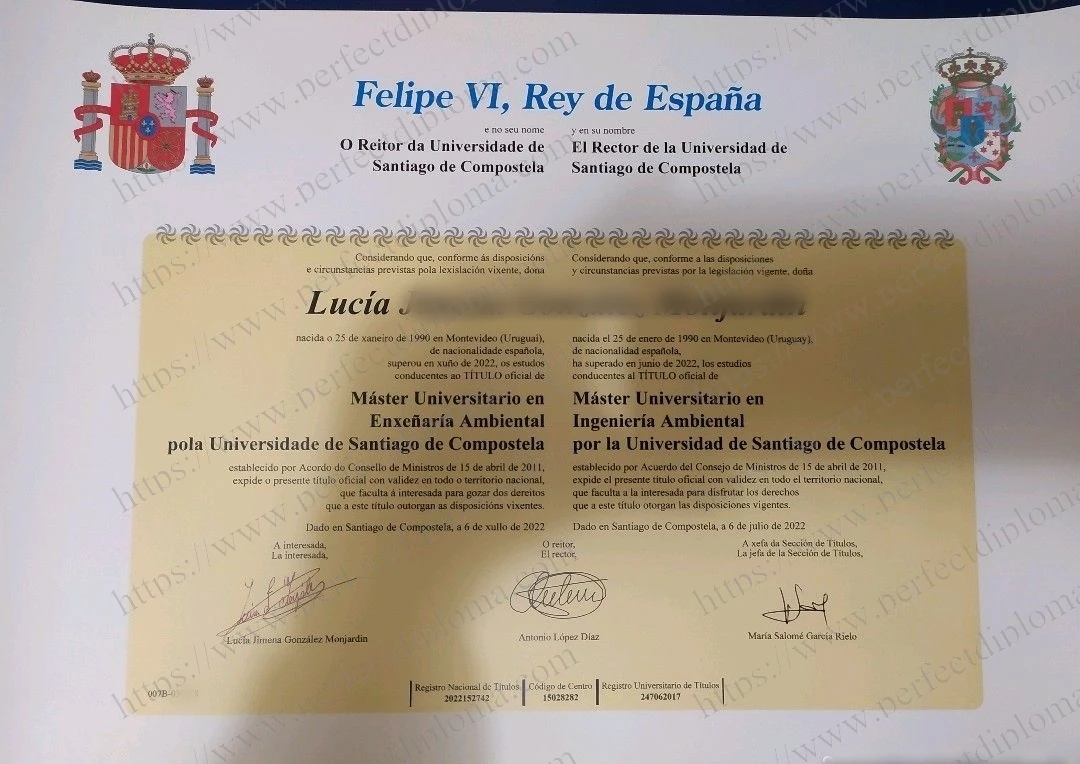 Felipe VI, Rey de España
e no seu nome
O Reitor da Universidade de
Santiago de Compostela
y en su nombre
El Rector de la Universidad de
Santiago de Compostela
Considerando que, conforme ás disposicións
e circunstancias previstas pola lexislación vixente, dona
Considerando que, conforme a las disposiciones
y circunstancias previstas por la legislación vigente, doña
Lucía
nacida o 25 de xaneiro de 1990 en Montevideo (Uruguai),
de nacionalidade española,
superou en xuño de 2022, os estudos
conducentes ao TÍTULO oficial de
Máster Universitario en
Enxeñaría Ambiental
pola Universidade de Santiago de Compostela
establecido por Acordo do Consello de Ministros de 15 de abril de 2011,
expide o presente título oficial con validez en todo o territorio nacional,
que faculta á interesada para gozar dos dereitos
que a este título outorgan as disposicións vixentes.
Dado en Santiago de Compostela, a 6 de xullo de 2022
nacida el 25 de enero de 1990 en Montevideo (Uruguay),
de nacionalidad española,
ha superado en junio de 2022, los estudios
conducentes al TÍTULO oficial de
Máster Universitario en
Ingeniería Ambiental
por la Universidad de Santiago de Compostela
establecido por Acuerdo del Consejo de Ministros de 15 de abril de 2011,
expide el presente título oficial con validez en todo el territorio nacional,
que faculta a la interesada para disfrutar los derechos
que a este título otorgan las disposiciones vigentes.
Dado en Santiago de Compostela, a 6 de julio de 2022
A interesada,
La interesada,
O reitor,
El rector,
A xefa da Sección de Títulos,
La jefa de la Sección de Títulos,
Lucía Jimena González Monjardin
Antonio López Díaz
María Salomé García Rielo
007B-
Registro Nacional de Títulos
2022152742
Código de Centro
15028282
Registro Universitario de Títulos
247062017
https://www.perfectdiploma.com